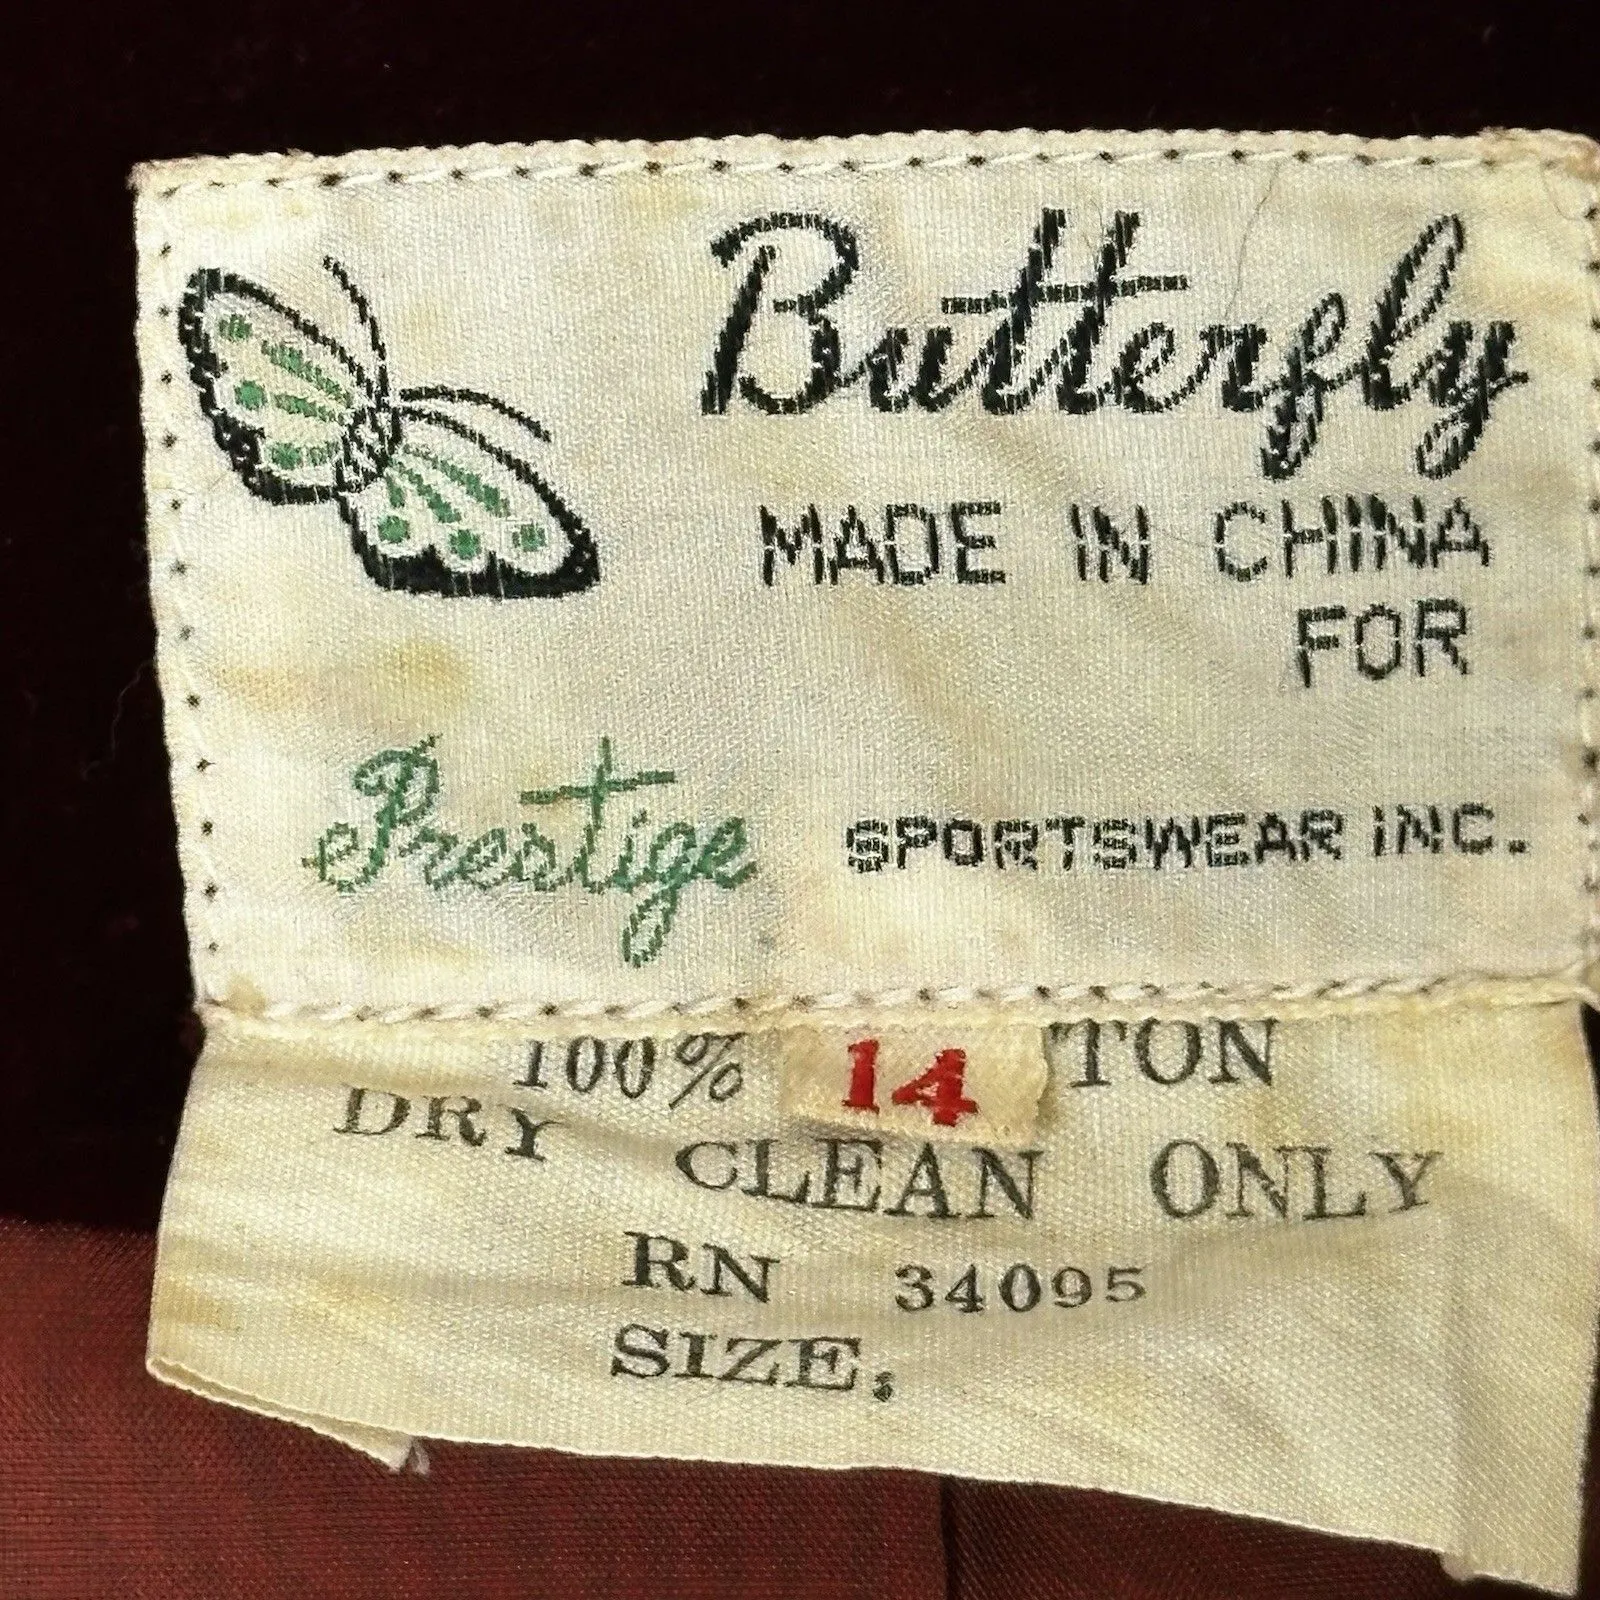 Butterfly
MADE IN CHINA
FOR
Prestige SPORTSWEAR INC.
100% 14 TON
DRY CLEAN ONLY
RN 34095
SIZE: